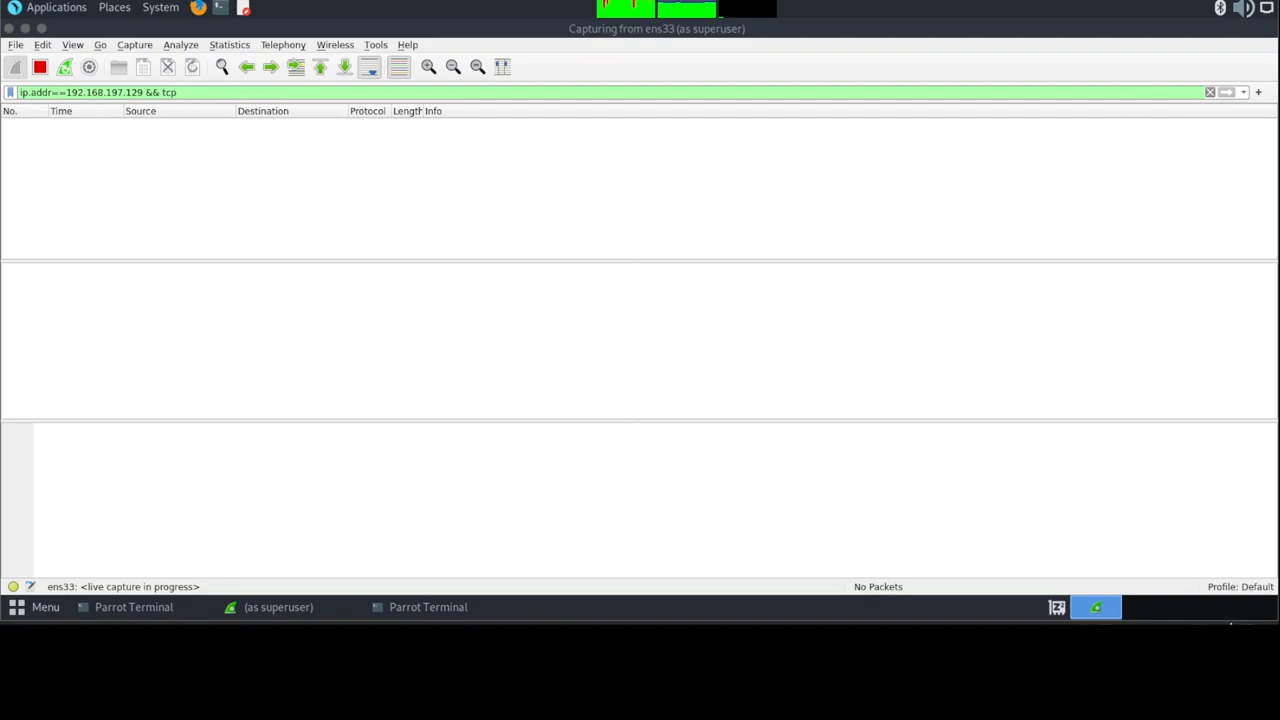 Applications Places System
Capturing from ens33 (as superuser)
File Edit View Go Capture Analyze Statistics Telephony Wireless Tools Help
ip.addr==192.168.197.129 && tcp
No. Time Source Destination Protocol Length Info
ens33: <live capture in progress> No Packets Profile: Default
Menu Parrot Terminal (as superuser) Parrot Terminal